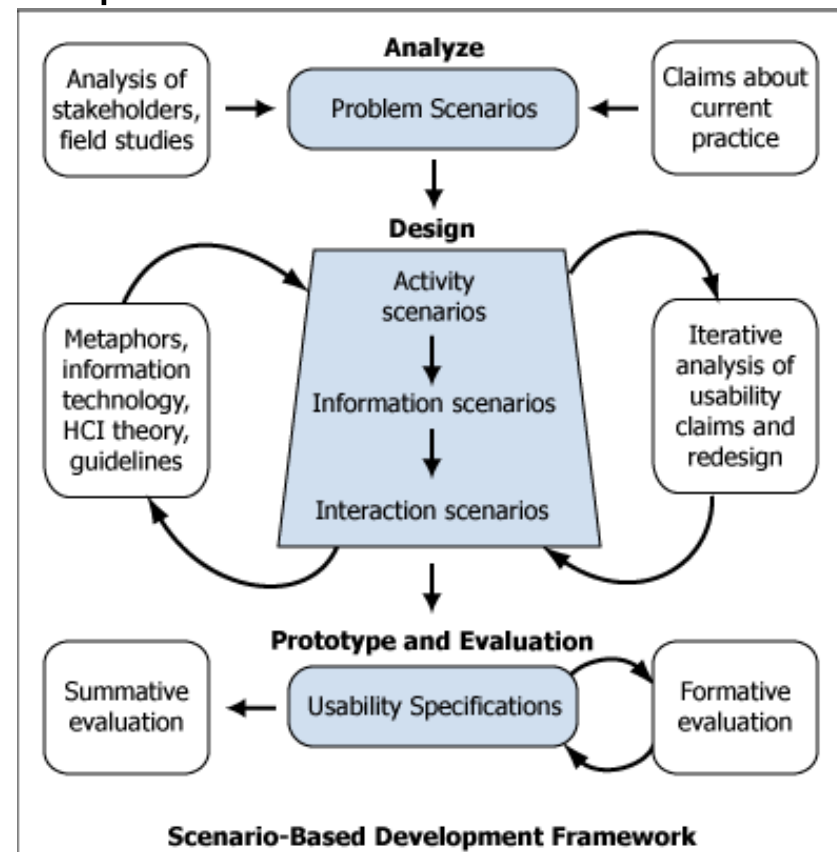 Analyze
Analysis of
stakeholders,
field studies
Problem Scenarios
Claims about
current
practice
Design
Metaphors,
information
technology,
HCI theory,
guidelines
Activity
scenarios
Information scenarios
Interaction scenarios
Iterative
analysis of
usability
claims and
redesign
Prototype and Evaluation
Summative
evaluation
Usability Specifications
Formative
evaluation
Scenario-Based Development Framework